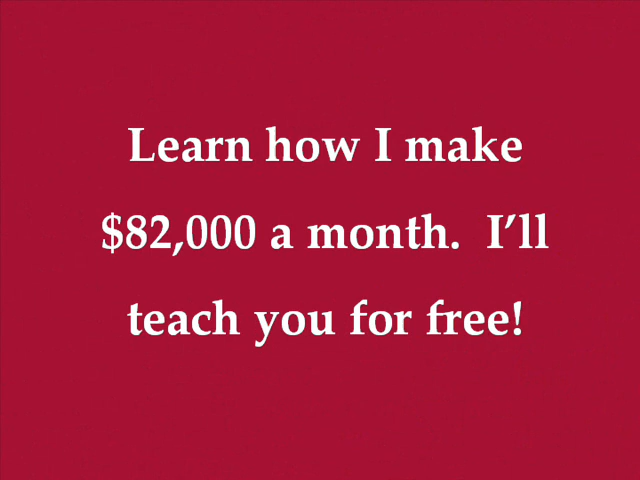 Learn how I make
$82,000 a month.  I’ll
teach you for free!